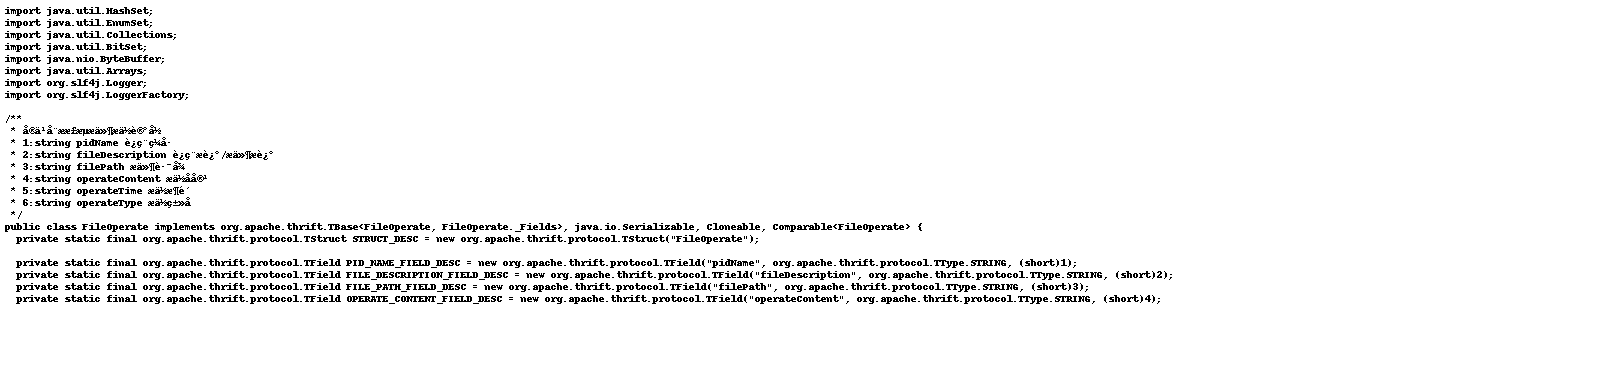 import java.util.HashSet;
import java.util.EnumSet;
import java.util.Collections;
import java.util.BitSet;
import java.nio.ByteBuffer;
import java.util.Arrays;
import org.slf4j.Logger;
import org.slf4j.LoggerFactory;
/**
 *
 * 1:string pidName
 * 2:string fileDescription
 * 3:string filePath
 * 4:string operateContent
 * 5:string operateTime
 * 6:string operateType
 */
public class FileOperate implements org.apache.thrift.TBase<FileOperate, FileOperate._Fields>, java.io.Serializable, Cloneable, Comparable<FileOperate> {
  private static final org.apache.thrift.protocol.TStruct STRUCT_DESC = new org.apache.thrift.protocol.TStruct("FileOperate");
  private static final org.apache.thrift.protocol.TField PID_NAME_FIELD_DESC = new org.apache.thrift.protocol.TField("pidName", org.apache.thrift.protocol.TType.STRING, (short)1);
  private static final org.apache.thrift.protocol.TField FILE_DESCRIPTION_FIELD_DESC = new org.apache.thrift.protocol.TField("fileDescription", org.apache.thrift.protocol.TType.STRING, (short)2);
  private static final org.apache.thrift.protocol.TField FILE_PATH_FIELD_DESC = new org.apache.thrift.protocol.TField("filePath", org.apache.thrift.protocol.TType.STRING, (short)3);
  private static final org.apache.thrift.protocol.TField OPERATE_CONTENT_FIELD_DESC = new org.apache.thrift.protocol.TField("operateContent", org.apache.thrift.protocol.TType.STRING, (short)4);